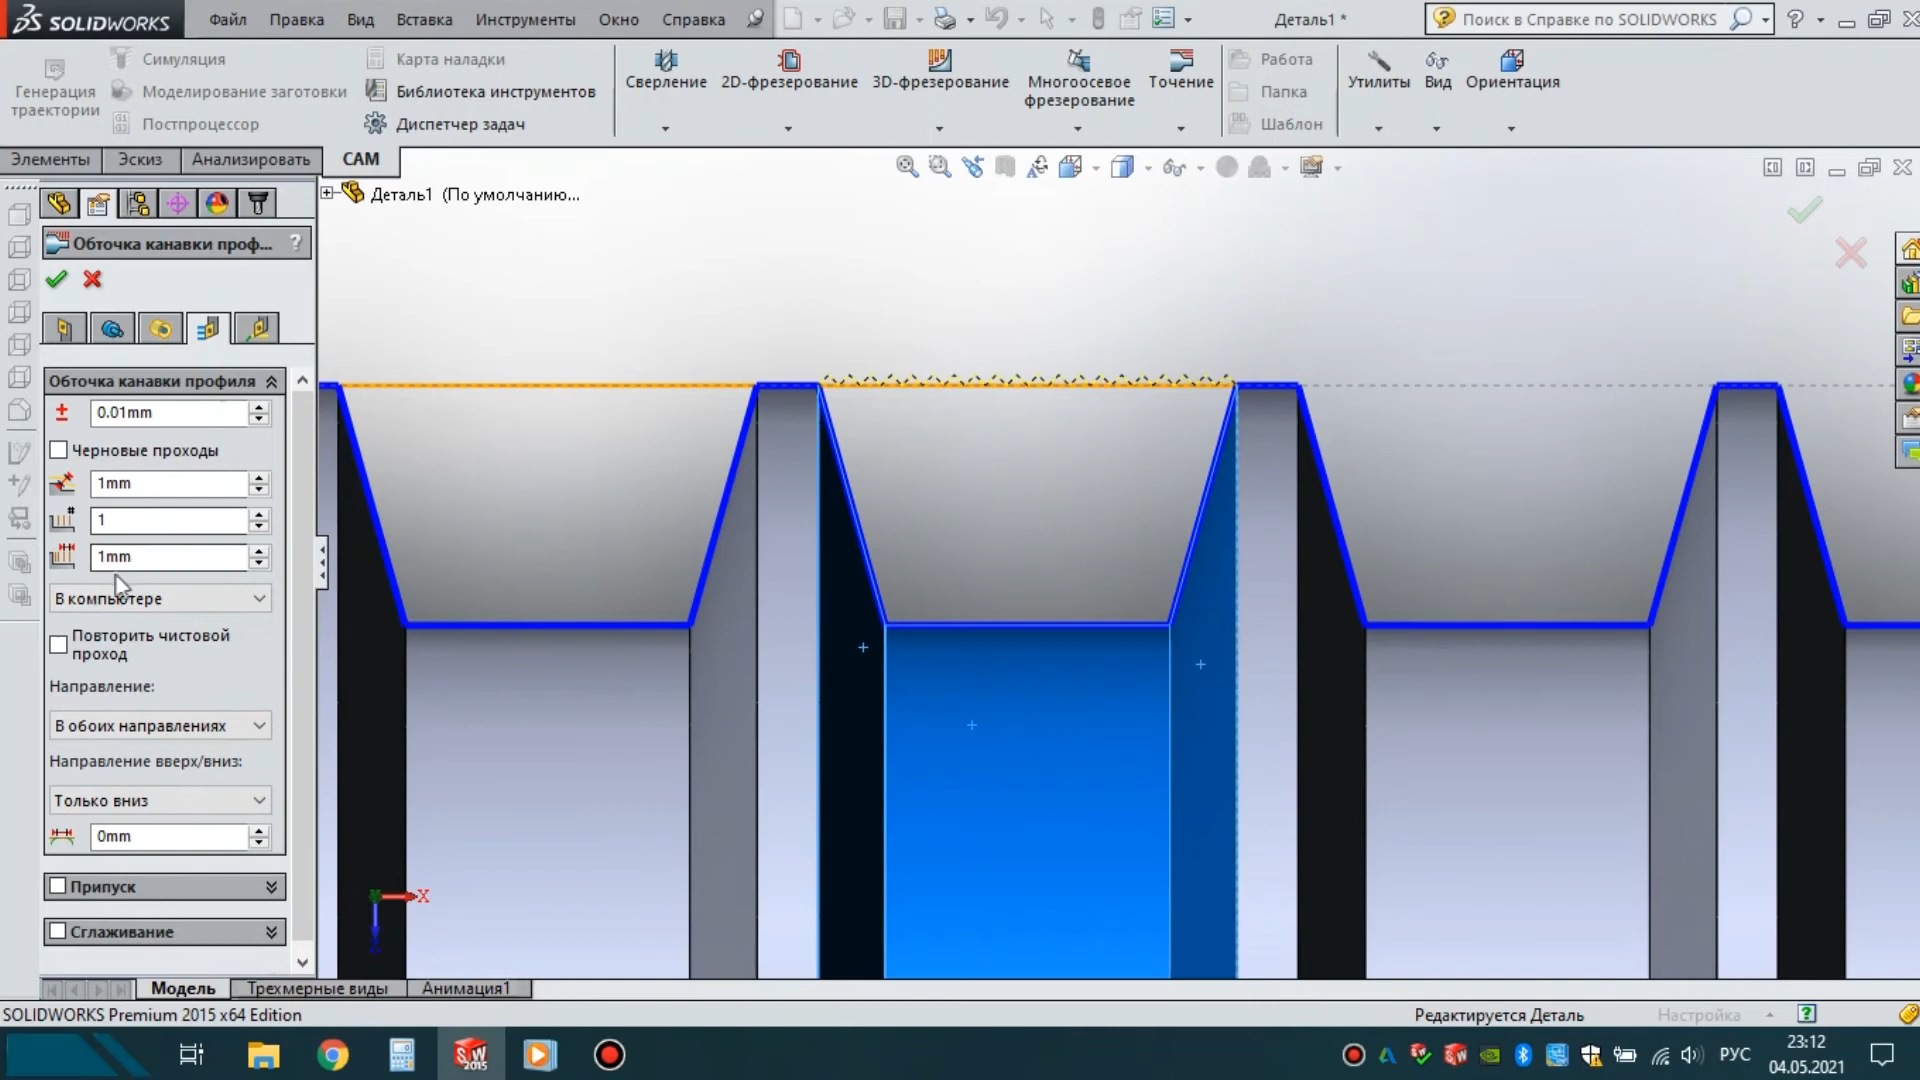 SOLIDWORKS
Файл Правка Вид Вставка Инструменты Окно Справка
Деталь1 *
Поиск в Справке по SOLIDWORKS
Генерация траектории
Симуляция
Моделирование заготовки
Постпроцессор
Карта наладки
Библиотека инструментов
Диспетчер задач
Сверление
2D-фрезерование
3D-фрезерование
Многоосевое фрезерование
Точение
Работа
Папка
Шаблон
Утилиты
Вид
Ориентация
Элементы Эскиз Анализировать CAM
Деталь1 (По умолчанию...
Обточка канавки проф... ?
Обточка канавки профиля
0.01mm
Черновые проходы
1mm
1
1mm
В компьютере
Повторить чистовой
проход
Направление:
В обоих направлениях
Направление вверх/вниз:
Только вниз
0mm
Припуск
Сглаживание
X
Модель Трехмерные виды Анимация1
SOLIDWORKS Premium 2015 x64 Edition
Редактируется Деталь
Настройка
РУС
23:12
04.05.2021